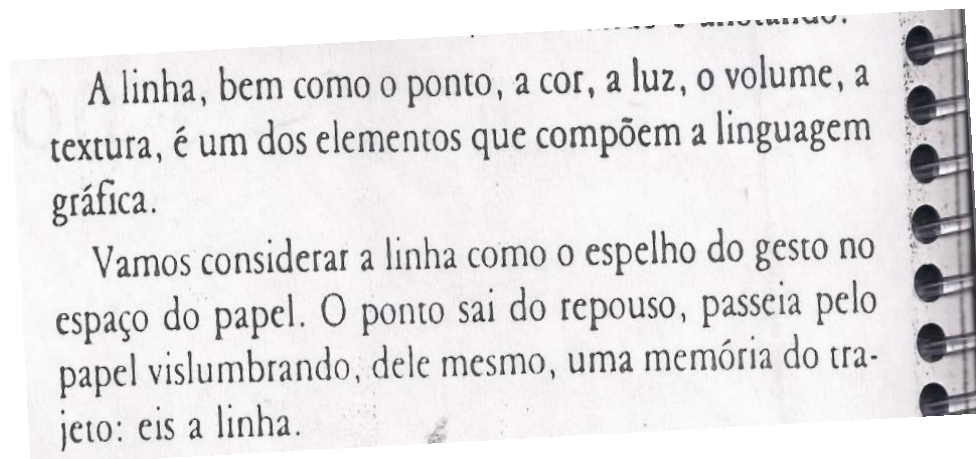 A linha, bem como o ponto, a cor, a luz, o volume, a
textura, é um dos elementos que compõem a linguagem
gráfica.
Vamos considerar a linha como o espelho do gesto no
espaço do papel. O ponto sai do repouso, passeia pelo
papel vislumbrando, dele mesmo, uma memória do tra-
jeto: eis a linha.